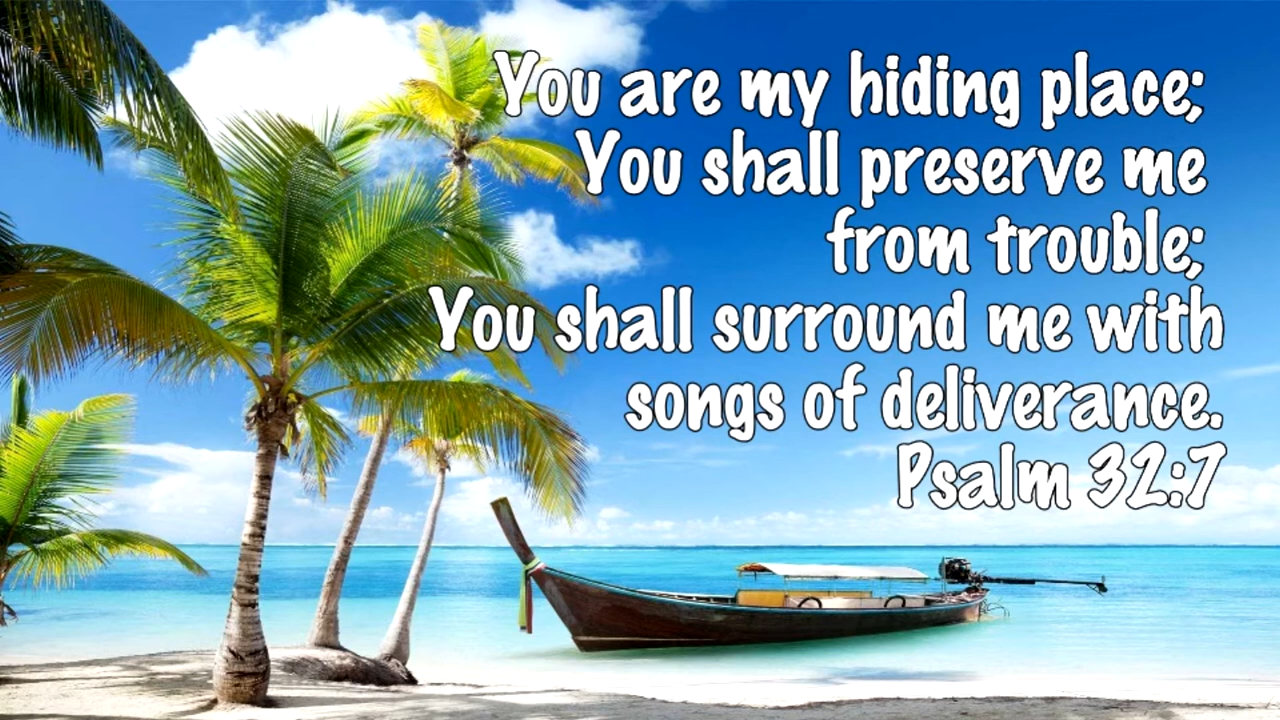 You are my hiding place;
You shall preserve me
from trouble;
You shall surround me with
songs of deliverance.
Psalm 32:7